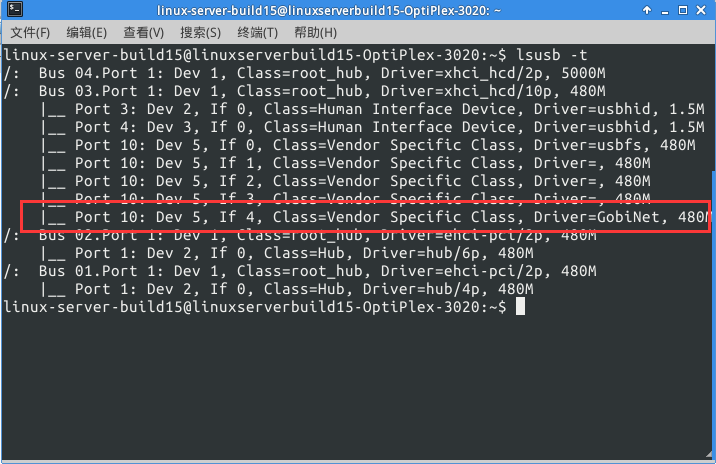 linux-server-build15@linuxserverbuild15-OptiPlex-3020: ~
文件(F) 编辑(E) 查看(V) 搜索(S) 终端(T) 帮助(H)
linux-server-build15@linuxserverbuild15-OptiPlex-3020:~$ lsusb -t
/:  Bus 04.Port 1: Dev 1, Class=root_hub, Driver=xhci_hcd/2p, 5000M
/:  Bus 03.Port 1: Dev 1, Class=root_hub, Driver=xhci_hcd/10p, 480M
    |__ Port 3: Dev 2, If 0, Class=Human Interface Device, Driver=usbhid, 1.5M
    |__ Port 4: Dev 3, If 0, Class=Human Interface Device, Driver=usbhid, 1.5M
    |__ Port 10: Dev 5, If 0, Class=Vendor Specific Class, Driver=usbfs, 480M
    |__ Port 10: Dev 5, If 1, Class=Vendor Specific Class, Driver=, 480M
    |__ Port 10: Dev 5, If 2, Class=Vendor Specific Class, Driver=, 480M
    |__ Port 10: Dev 5, If 3, Class=Vendor Specific Class, Driver=, 480M
    |__ Port 10: Dev 5, If 4, Class=Vendor Specific Class, Driver=GobiNet, 480M
/:  Bus 02.Port 1: Dev 1, Class=root_hub, Driver=ehci-pci/2p, 480M
    |__ Port 1: Dev 2, If 0, Class=Hub, Driver=hub/6p, 480M
/:  Bus 01.Port 1: Dev 1, Class=root_hub, Driver=ehci-pci/2p, 480M
    |__ Port 1: Dev 2, If 0, Class=Hub, Driver=hub/4p, 480M
linux-server-build15@linuxserverbuild15-OptiPlex-3020:~$